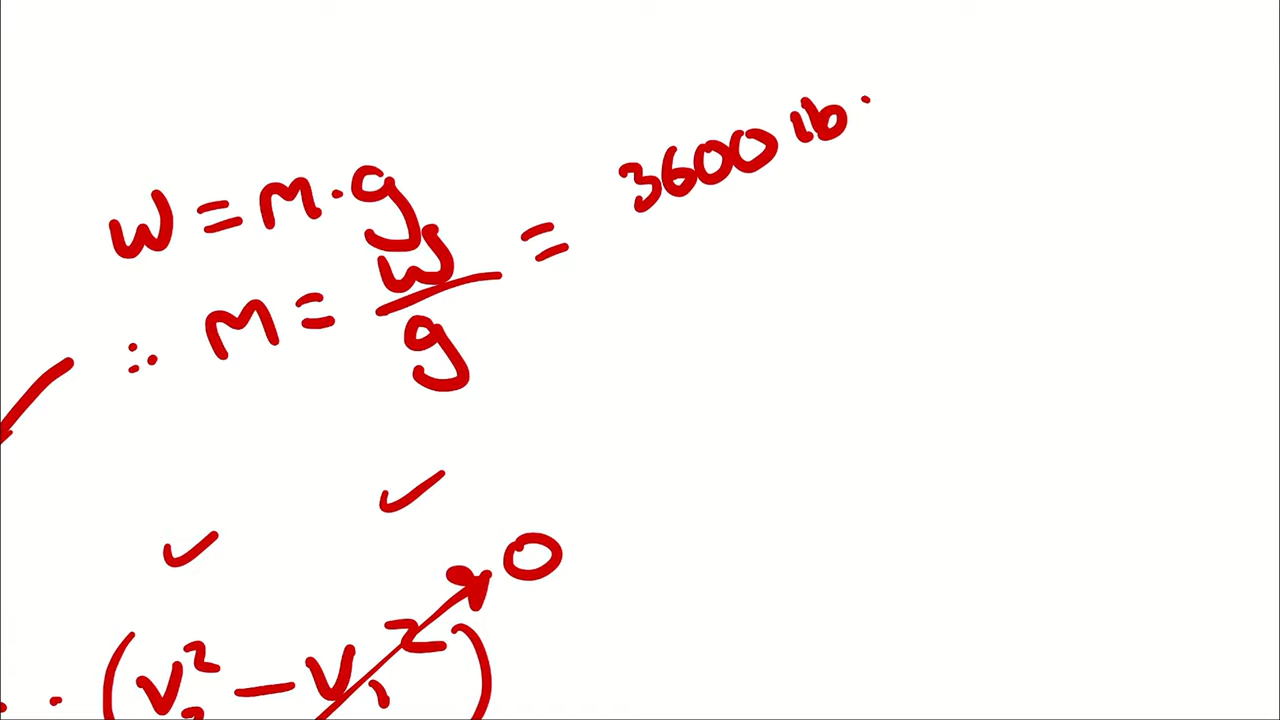 W = m · g
∴ m = W/g = 3600 lb ·
✓ ✓
· (V₂² − V₁²) 0